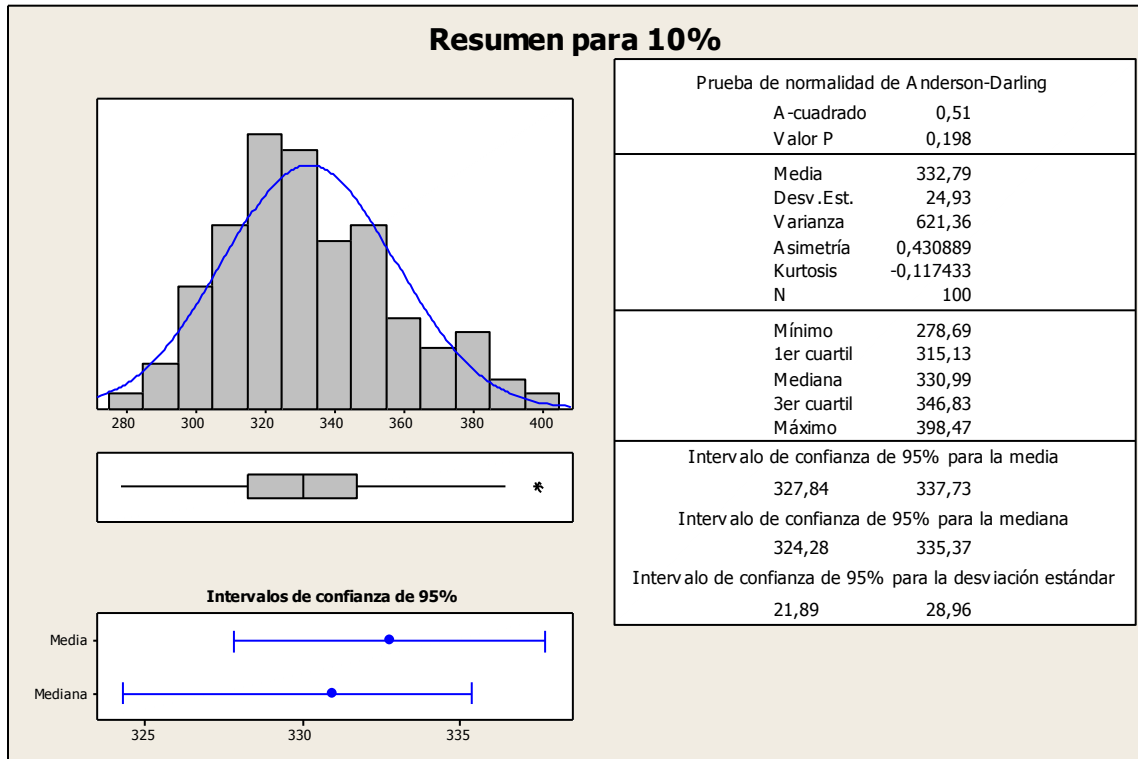 Resumen para 10%
280 300 320 340 360 380 400
Intervalos de confianza de 95%
Media
Mediana
325 330 335
Prueba de normalidad de Anderson-Darling
A-cuadrado 0,51
Valor P 0,198
Media 332,79
Desv.Est. 24,93
Varianza 621,36
Asimetría 0,430889
Kurtosis -0,117433
N 100
Mínimo 278,69
1er cuartil 315,13
Mediana 330,99
3er cuartil 346,83
Máximo 398,47
Intervalo de confianza de 95% para la media
327,84 337,73
Intervalo de confianza de 95% para la mediana
324,28 335,37
Intervalo de confianza de 95% para la desviación estándar
21,89 28,96